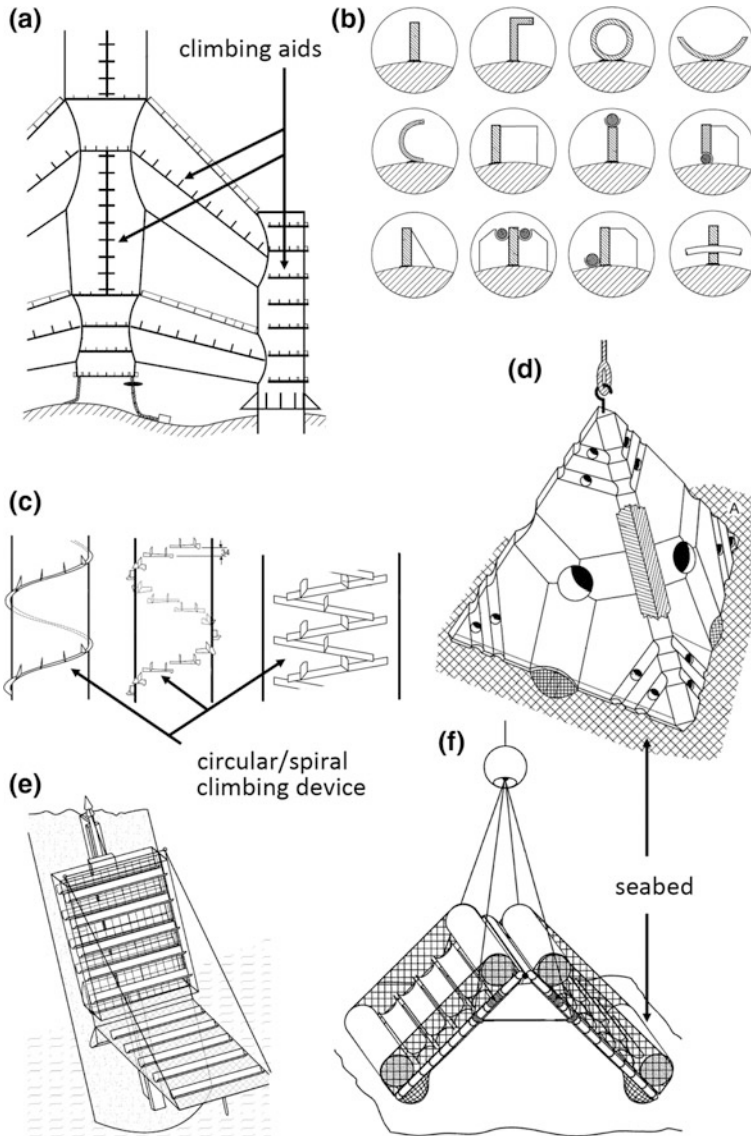 (a)
climbing aids
(b)
(c)
circular/spiral
climbing device
(d)
A
(e)
(f)
seabed